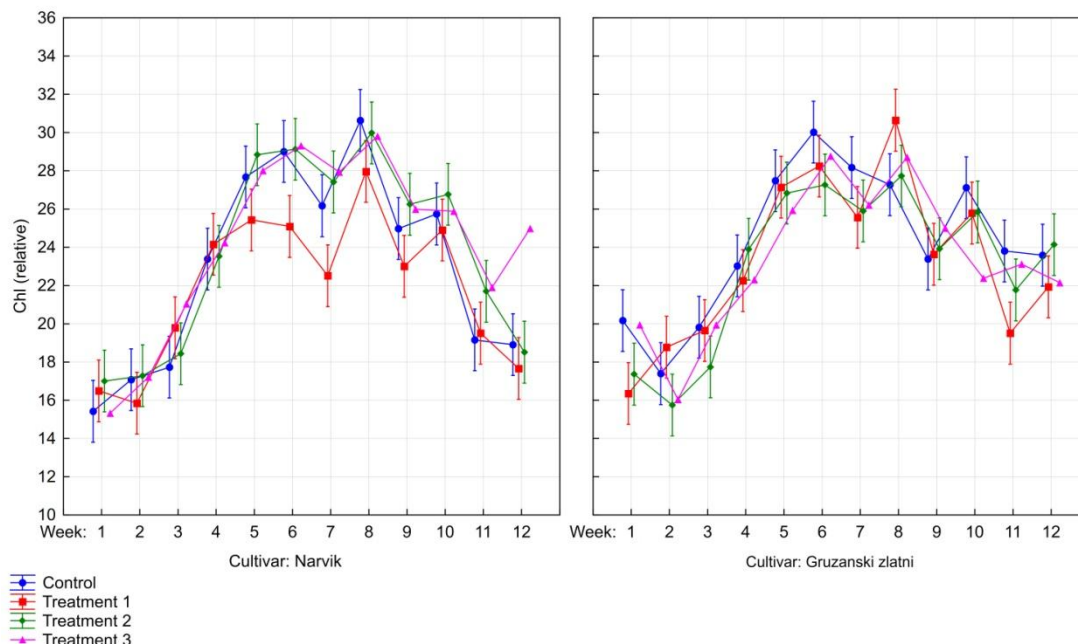 36
34
32
30
28
26
24
22
20
18
16
14
12
10
Chl (relative)
Week: 1 2 3 4 5 6 7 8 9 10 11 12
Cultivar: Narvik
Week: 1 2 3 4 5 6 7 8 9 10 11 12
Cultivar: Gruzanski zlatni
Control
Treatment 1
Treatment 2
Treatment 3